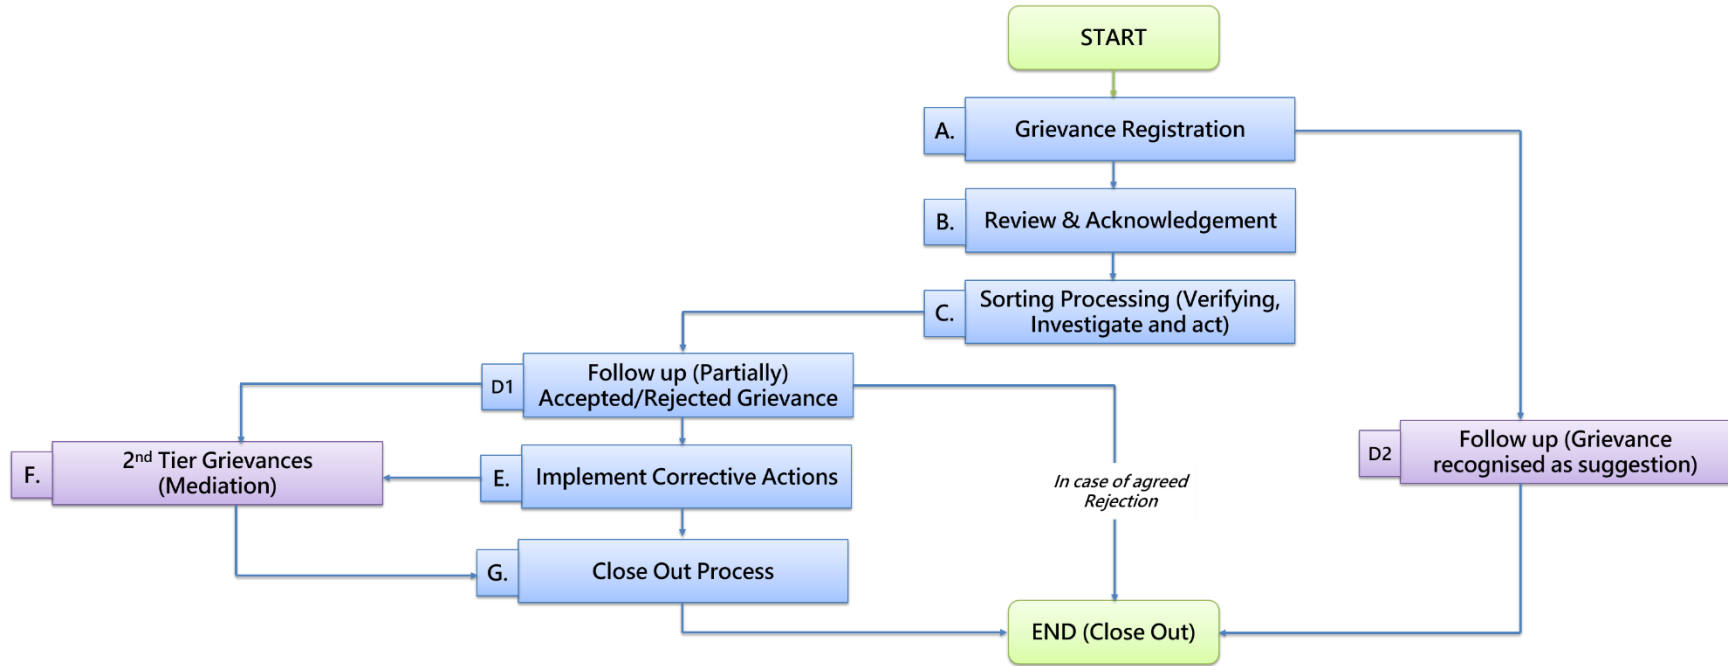 START
A.
Grievance Registration
B.
Review & Acknowledgement
C.
Sorting Processing (Verifying,
Investigate and act)
D1
Follow up (Partially)
Accepted/Rejected Grievance
D2
Follow up (Grievance
recognised as suggestion)
F.
2nd Tier Grievances
(Mediation)
E.
Implement Corrective Actions
In case of agreed
Rejection
G.
Close Out Process
END (Close Out)